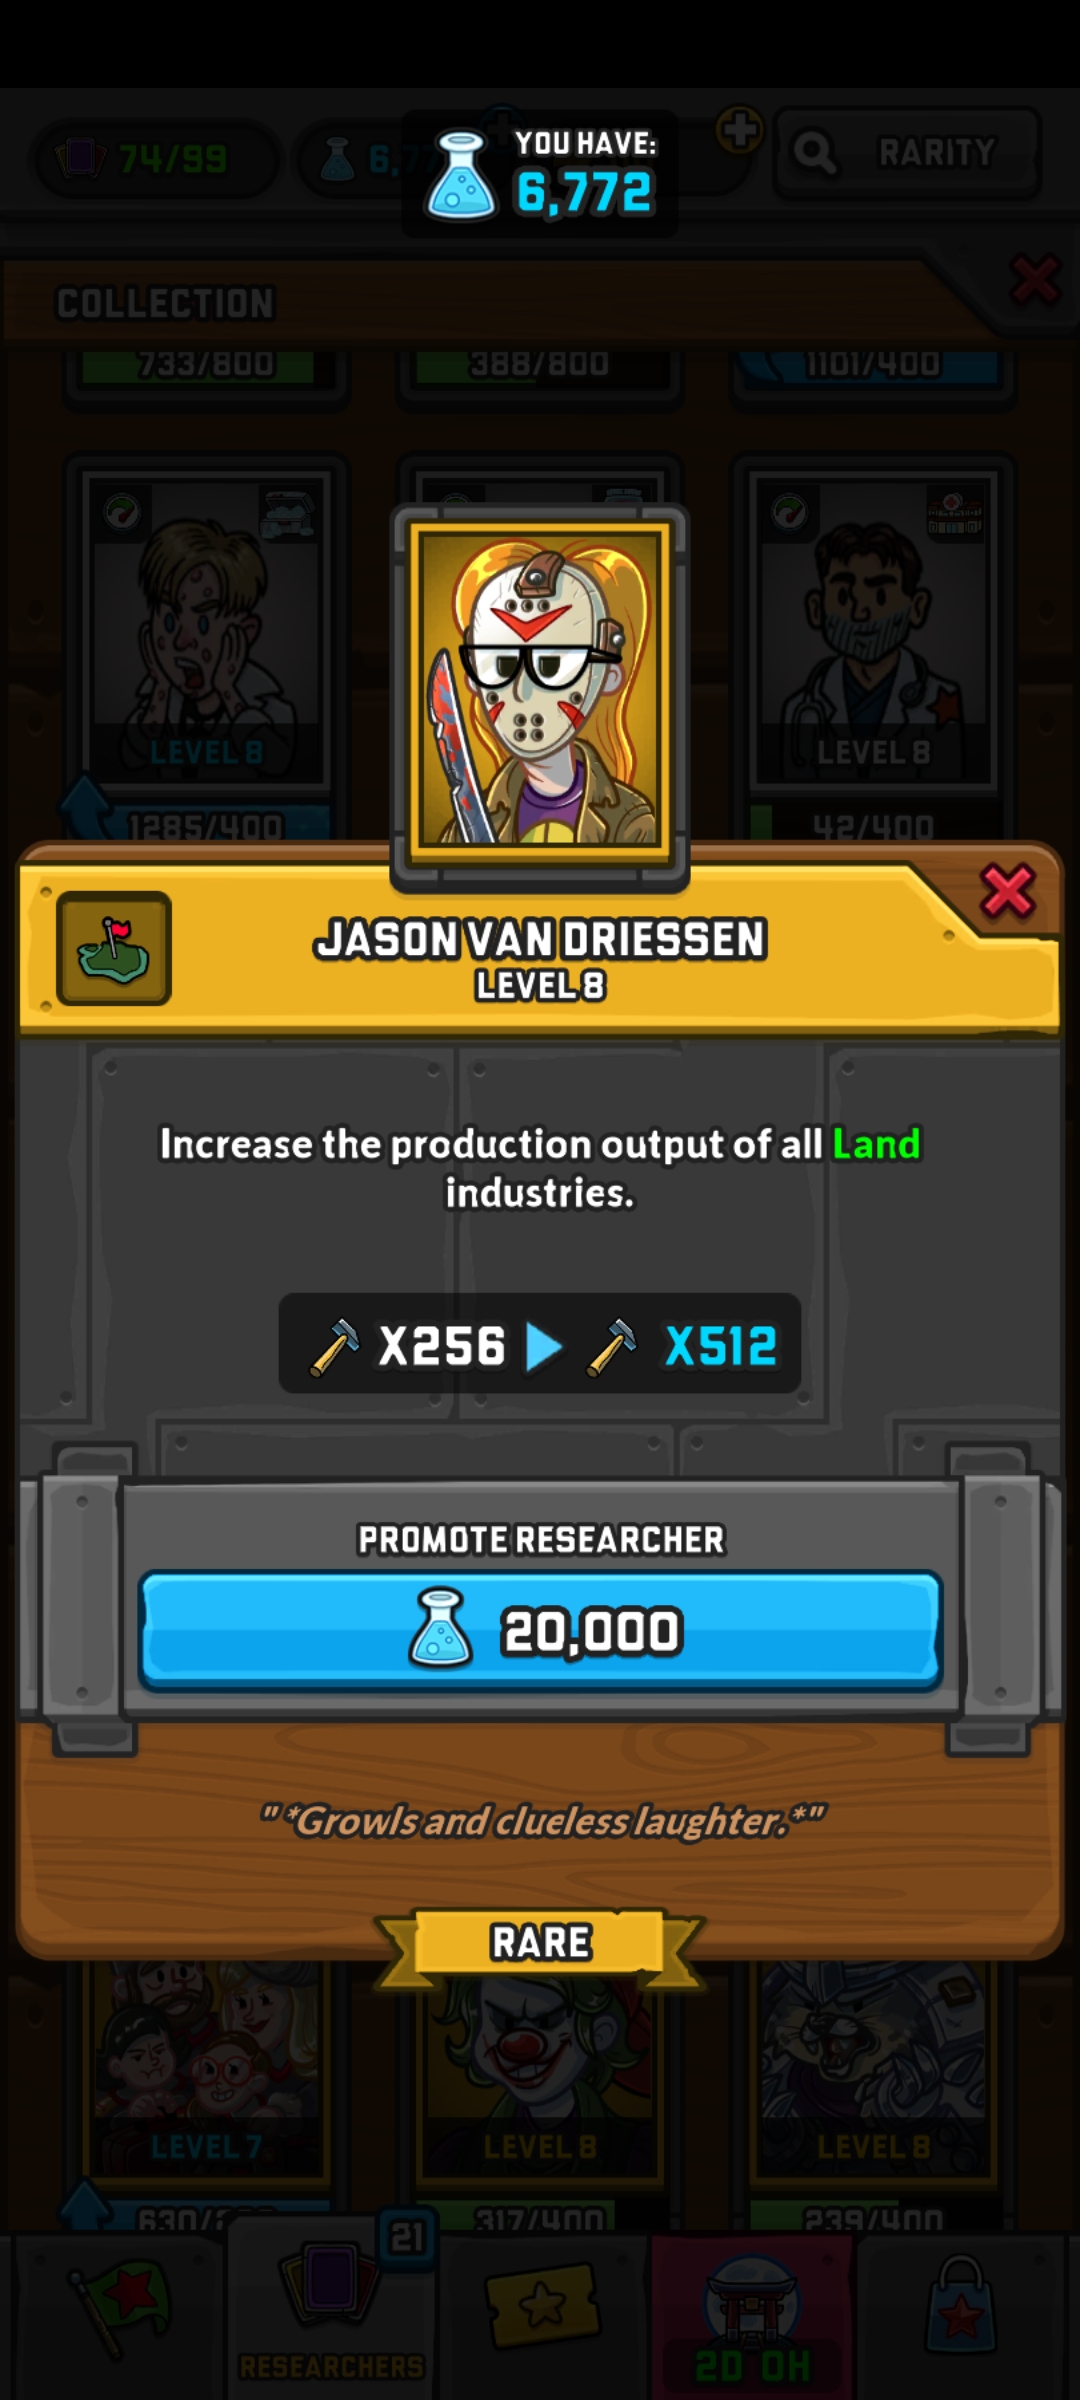 74/99
6,77
YOU HAVE:
6,772
RARITY
COLLECTION
733/800
388/800
1101/400
LEVEL 8
LEVEL 8
1285/400
42/400
JASON VAN DRIESSEN
LEVEL 8
Increase the production output of all Land
industries.
X256
X512
PROMOTE RESEARCHER
20,000
"*Growls and clueless laughter.*"
RARE
LEVEL 7
LEVEL 8
LEVEL 8
317/400
239/400
21
RESEARCHERS
2D 0H